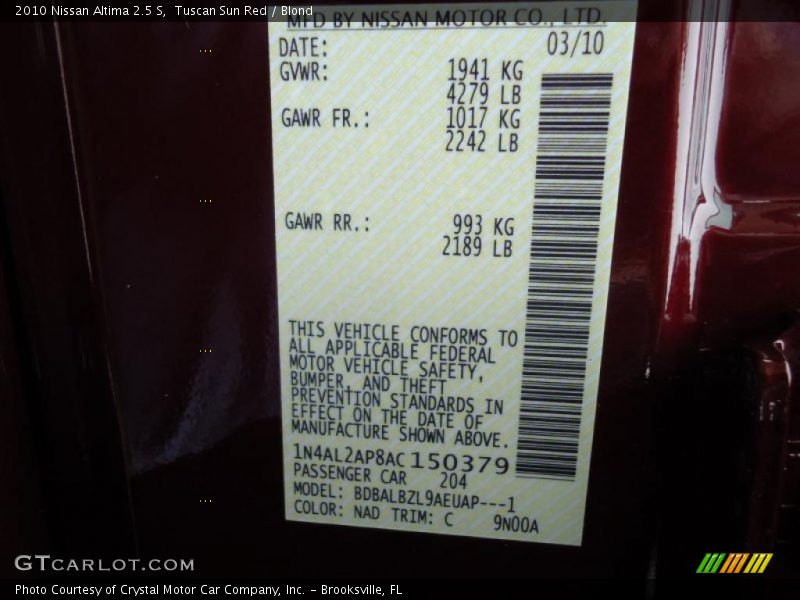 2010 Nissan Altima 2.5 S, Tuscan Sun Red / Blond
MFD BY NISSAN MOTOR CO., LTD.
DATE: 03/10
GVWR: 1941 KG
4279 LB
GAWR FR.: 1017 KG
2242 LB
GAWR RR.: 993 KG
2189 LB
THIS VEHICLE CONFORMS TO
ALL APPLICABLE FEDERAL
MOTOR VEHICLE SAFETY,
BUMPER, AND THEFT
PREVENTION STANDARDS IN
EFFECT ON THE DATE OF
MANUFACTURE SHOWN ABOVE.
1N4AL2AP8AC150379
PASSENGER CAR 204
MODEL: BDBALBZL9AEUAP---1
COLOR: NAD TRIM: C 9N00A
GTCARLOT.COM
Photo Courtesy of Crystal Motor Car Company, Inc. - Brooksville, FL